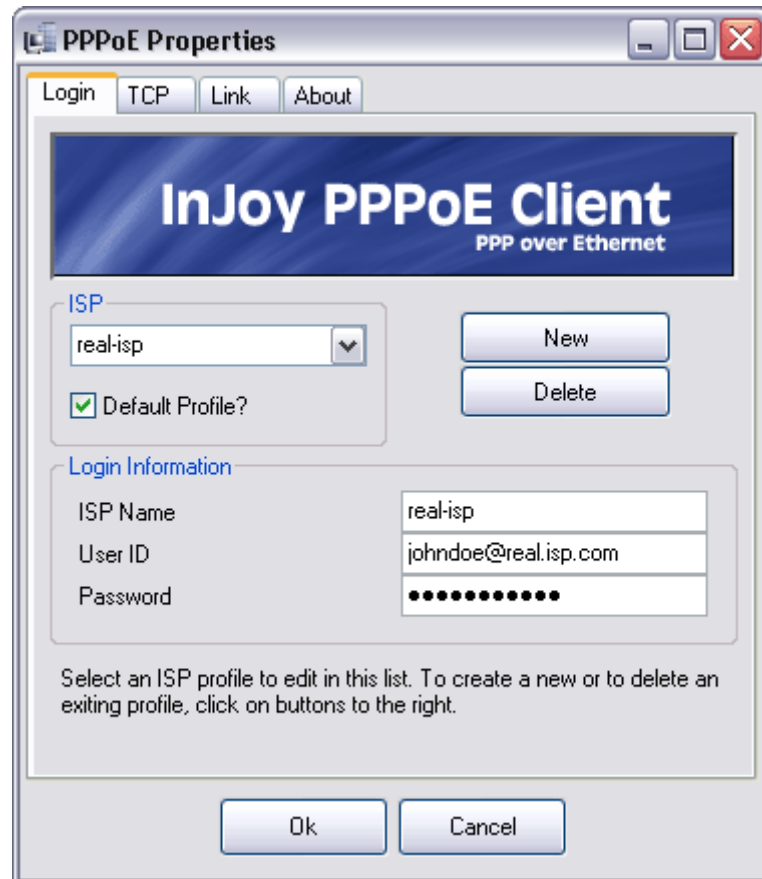 PPPoE Properties
Login TCP Link About
InJoy PPPoE Client
PPP over Ethernet
ISP
real-isp
New
Default Profile?
Delete
Login Information
ISP Name real-isp
User ID johndoe@real.isp.com
Password •••••••••••
Select an ISP profile to edit in this list. To create a new or to delete an
exiting profile, click on buttons to the right.
Ok Cancel